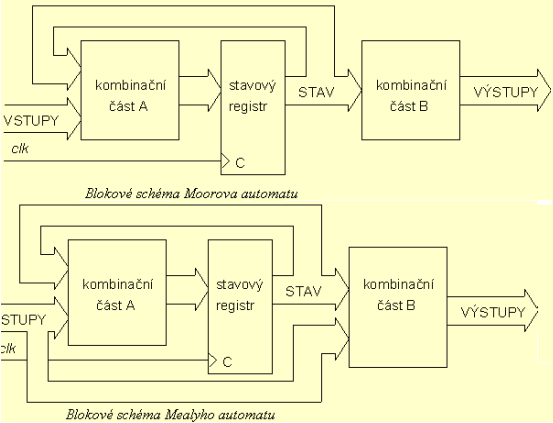 kombinační
část A
stavový
registr
STAV
kombinační
část B
VÝSTUPY
VSTUPY
clk
C
Blokové schéma Moorova automatu
kombinační
část A
stavový
registr
STAV
kombinační
část B
VÝSTUPY
STUPY
clk
C
Blokové schéma Mealyho automatu